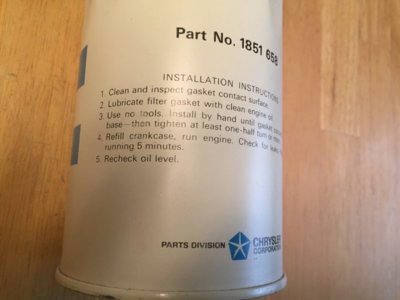 Part No. 1851 658
INSTALLATION INSTRUCTIONS
1. Clean and inspect gasket contact surface.
2. Lubricate filter gasket with clean engine oil.
3. Use no tools. Install by hand until gasket
base—then tighten at least one-half turn
4. Refill crankcase, run engine. Check for leaks
running 5 minutes.
5. Recheck oil level.
PARTS DIVISION
CHRYSLER
CORPORATION